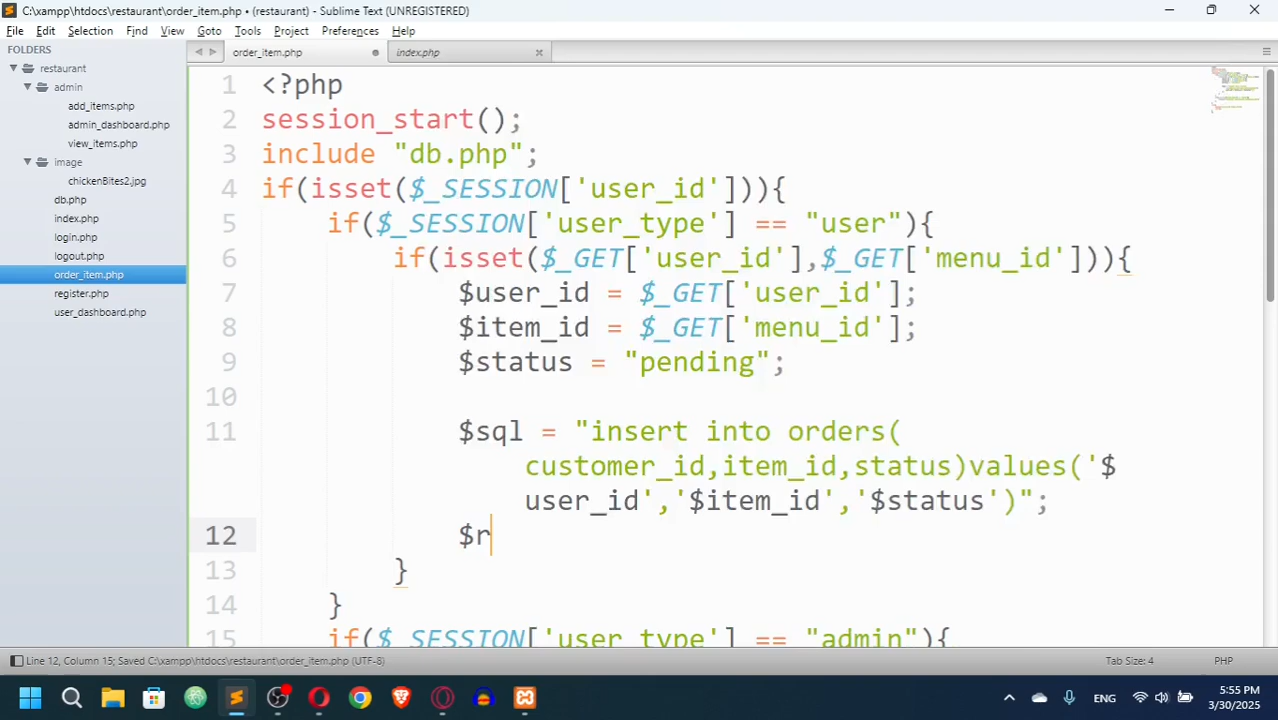 C:\xampp\htdocs\restaurant\order_item.php • (restaurant) - Sublime Text (UNREGISTERED)
File Edit Selection Find View Goto Tools Project Preferences Help
FOLDERS
restaurant
admin
add_items.php
admin_dashboard.php
view_items.php
image
chickenBites2.jpg
db.php
index.php
login.php
logout.php
order_item.php
register.php
user_dashboard.php
order_item.php
index.php
1 <?php
2 session_start();
3 include "db.php";
4 if(isset($_SESSION['user_id'])){
5 if($_SESSION['user_type'] == "user"){
6 if(isset($_GET['user_id'],$_GET['menu_id'])){
7 $user_id = $_GET['user_id'];
8 $item_id = $_GET['menu_id'];
9 $status = "pending";
10
11 $sql = "insert into orders(
customer_id,item_id,status)values('$
user_id','$item_id','$status')";
12 $r
13 }
14 }
15 if($_SESSION['user_type'] == "admin"){
Line 12, Column 15; Saved C:\xampp\htdocs\restaurant\order_item.php (UTF-8)
Tab Size: 4
PHP
ENG
5:55 PM
3/30/2025